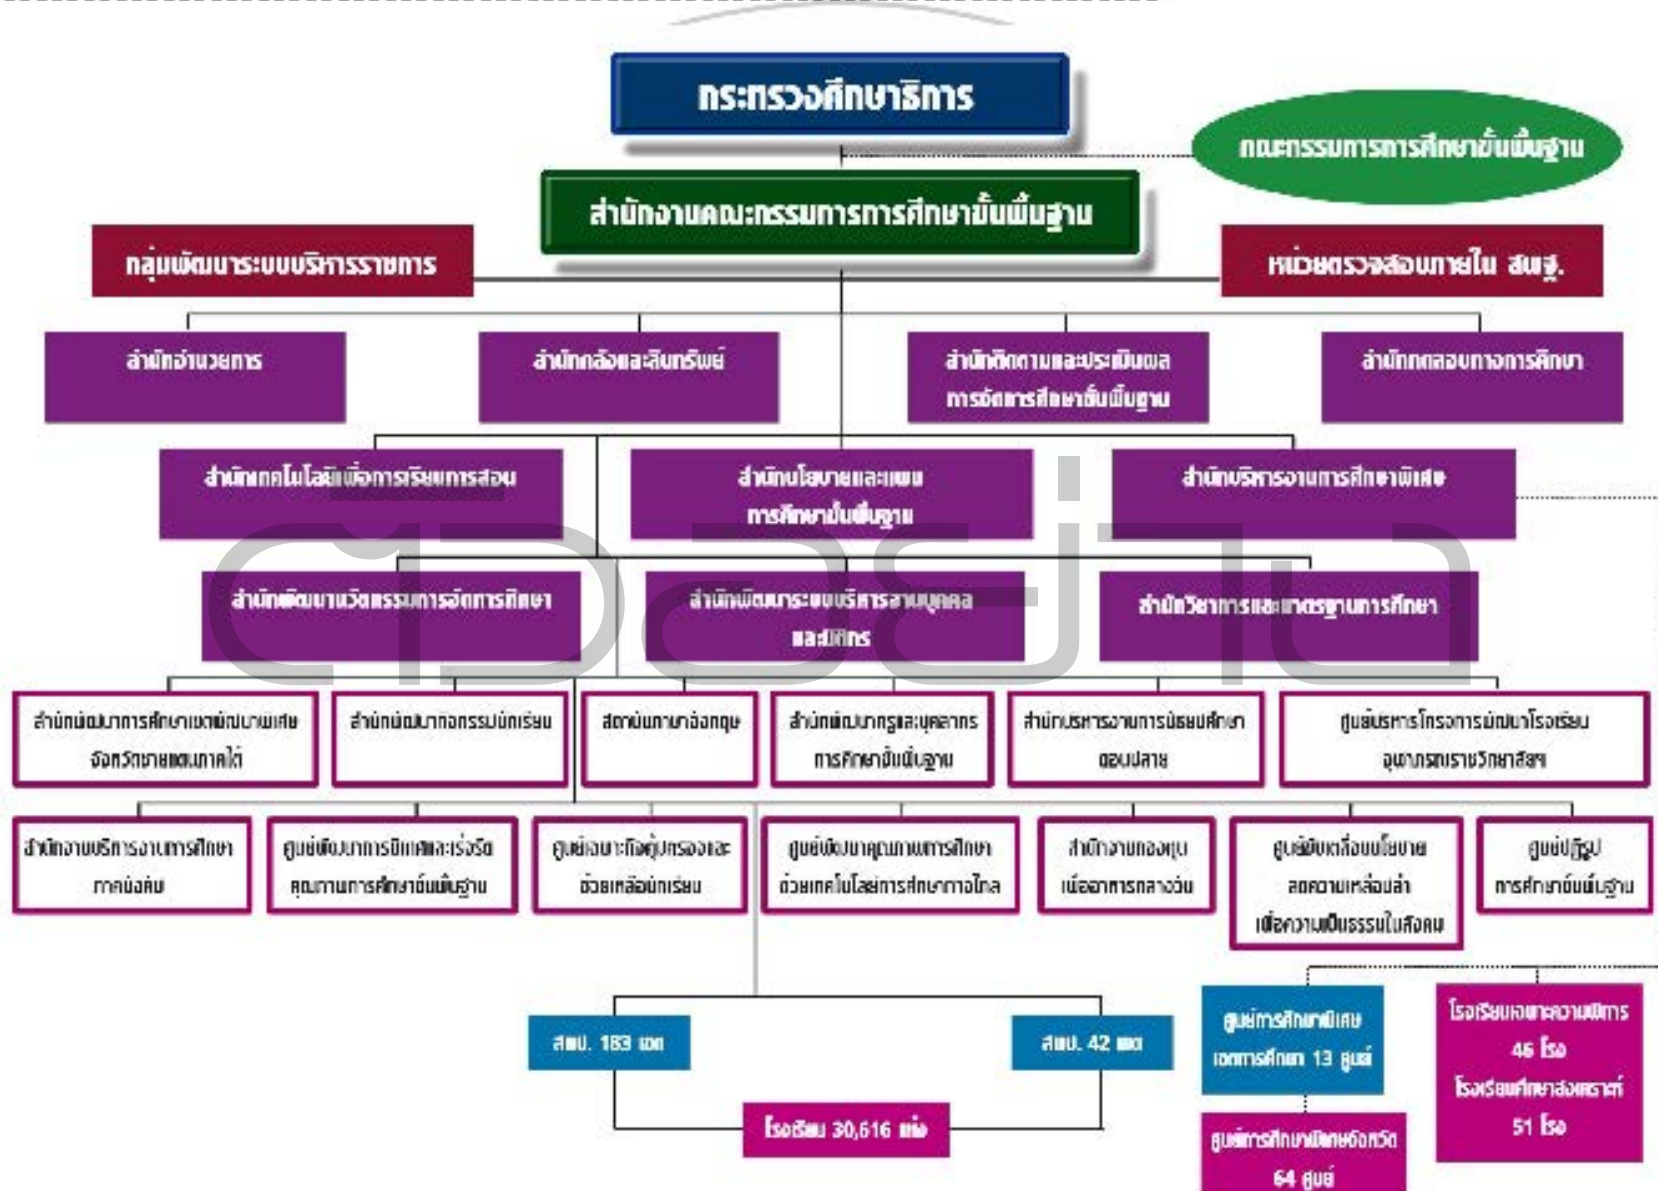 กระทรวงศึกษาธิการ
คณะกรรมการการศึกษาขั้นพื้นฐาน
สำนักงานคณะกรรมการการศึกษาขั้นพื้นฐาน
กลุ่มพัฒนาระบบบริหารราชการ
หน่วยตรวจสอบภายใน สพฐ.
สำนักอำนวยการ
สำนักคลังและสินทรัพย์
สำนักติดตามและประเมินผล
การจัดการศึกษาขั้นพื้นฐาน
สำนักทดสอบทางการศึกษา
สำนักเทคโนโลยีเพื่อการเรียนการสอน
สำนักนโยบายและแผน
การศึกษาขั้นพื้นฐาน
สำนักบริหารงานการศึกษาพิเศษ
ตัวอย่าง
สำนักพัฒนานวัตกรรมการจัดการศึกษา
สำนักพัฒนาระบบบริหารงานบุคคล
และนิติกร
สำนักวิชาการและมาตรฐานการศึกษา
สำนักพัฒนาการศึกษาเขตพัฒนาพิเศษ
จังหวัดชายแดนภาคใต้
สำนักพัฒนากิจกรรมนักเรียน
สถาบันภาษาอังกฤษ
สำนักพัฒนาครูและบุคลากร
การศึกษาขั้นพื้นฐาน
สำนักบริหารงานการมัธยมศึกษา
ตอนปลาย
ศูนย์บริหารโครงการพัฒนาโรงเรียน
จุฬาภรณราชวิทยาลัยฯ
สำนักงานบริหารงานการศึกษา
ภาคบังคับ
ศูนย์พัฒนาการนิเทศและเร่งรัด
คุณภาพการศึกษาขั้นพื้นฐาน
ศูนย์เฉพาะกิจคุ้มครองและ
ช่วยเหลือนักเรียน
ศูนย์พัฒนาคุณภาพการศึกษา
ด้วยเทคโนโลยีการศึกษาทางไกล
สำนักงานกองทุน
เพื่ออาหารกลางวัน
ศูนย์ขับเคลื่อนนโยบาย
ลดความเหลื่อมล้ำ
เพื่อความเป็นธรรมในสังคม
ศูนย์ปฏิรูป
การศึกษาขั้นพื้นฐาน
สพป. 183 เขต
42 เขต
โรงเรียน 30,616 แห่ง
ศูนย์การศึกษาพิเศษ
เขตการศึกษา 13 ศูนย์
ศูนย์การศึกษาพิเศษจังหวัด
64 ศูนย์
โรงเรียนเฉพาะความพิการ
46 โรง
โรงเรียนศึกษาสงเคราะห์
51 โรง